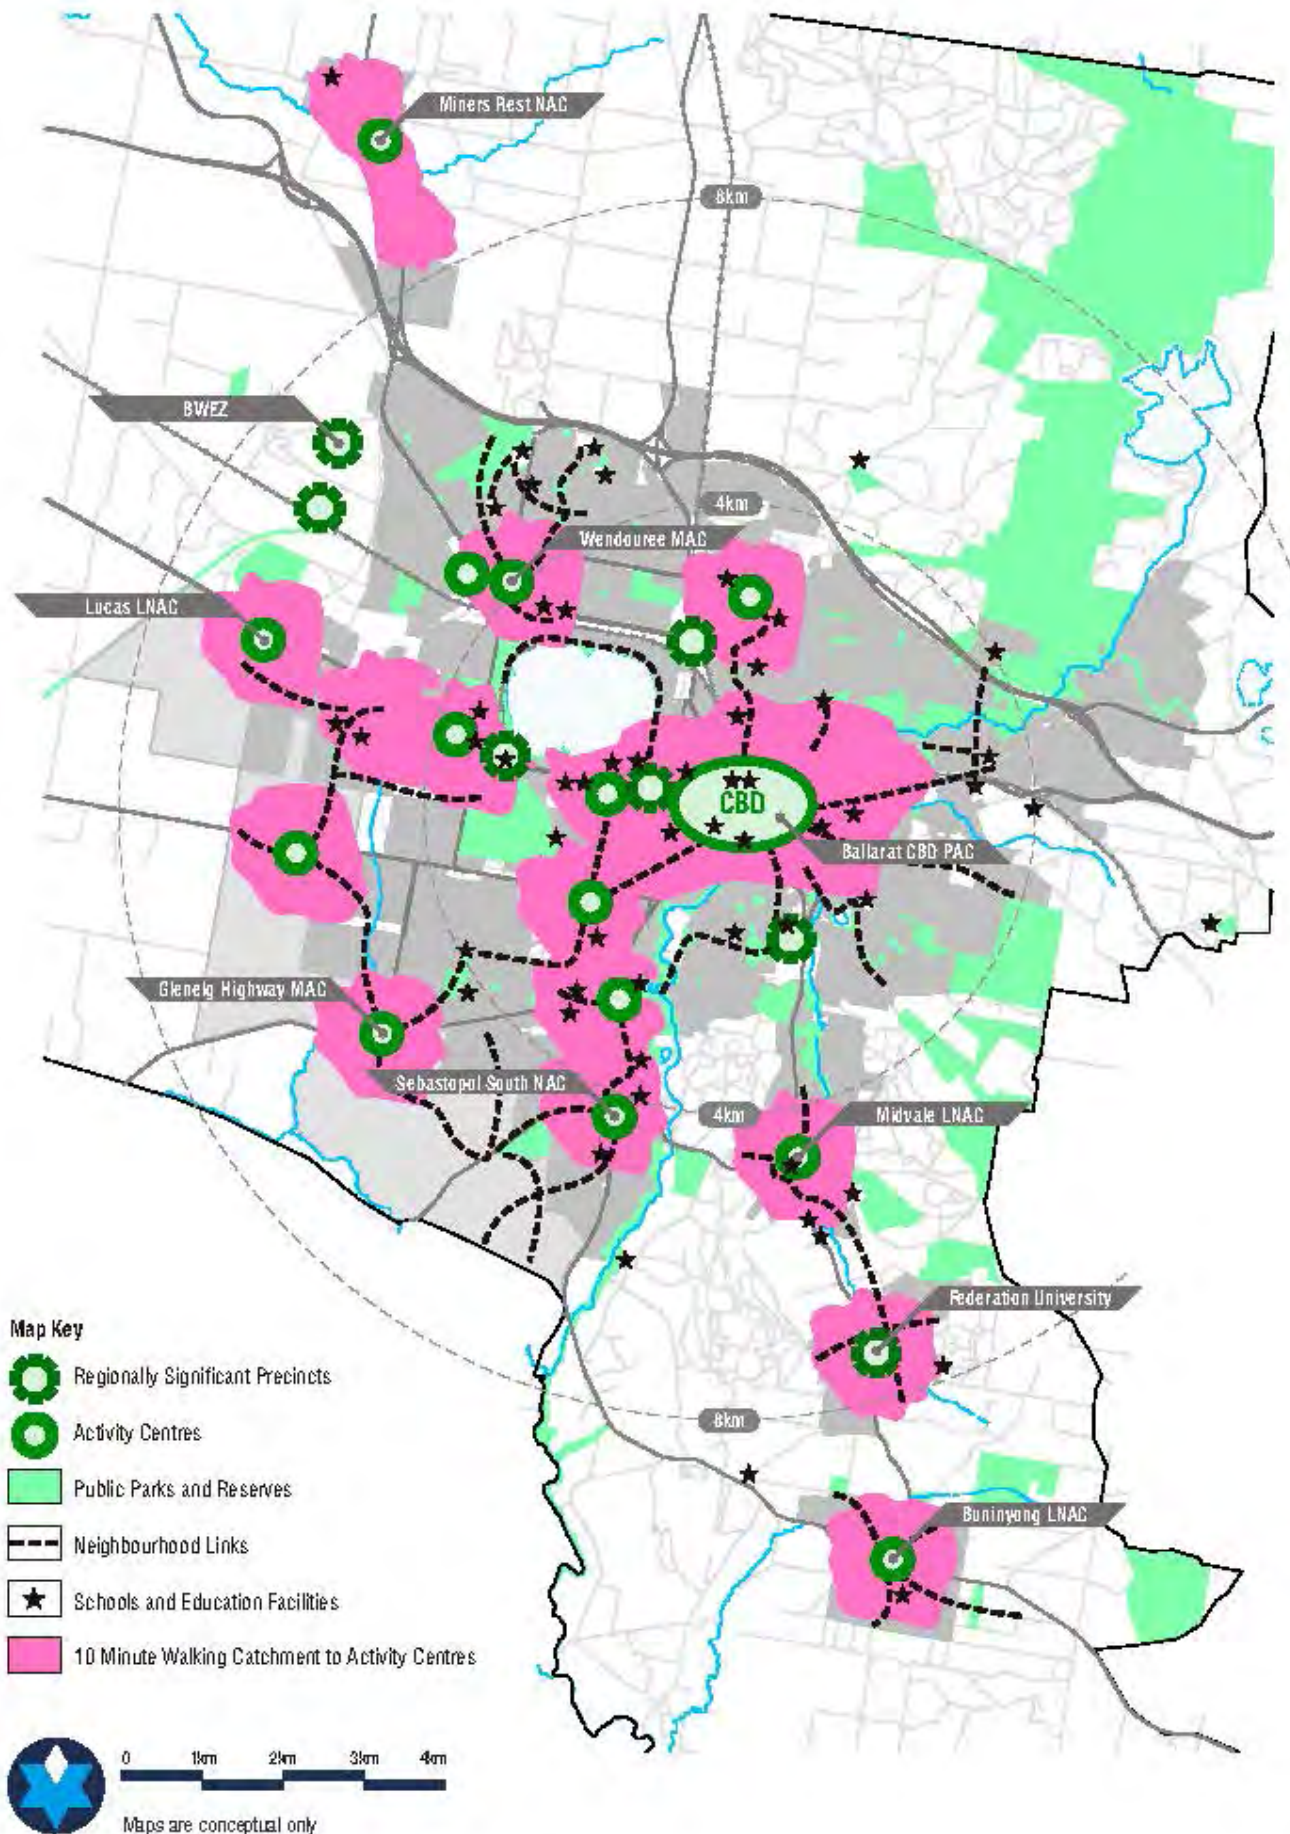 Miners Rest NAC
8km
BWEZ
4km
Wendouree MAC
Lucas LNAC
CBD
Ballarat CBD PAC
Glenelg Highway MAC
Sebastopol South NAC
4km
Midvale LNAC
Federation University
8km
Buninyong LNAC
Map Key
Regionally Significant Precincts
Activity Centres
Public Parks and Reserves
Neighbourhood Links
Schools and Education Facilities
10 Minute Walking Catchment to Activity Centres
0 1km 2km 3km 4km
Maps are conceptual only